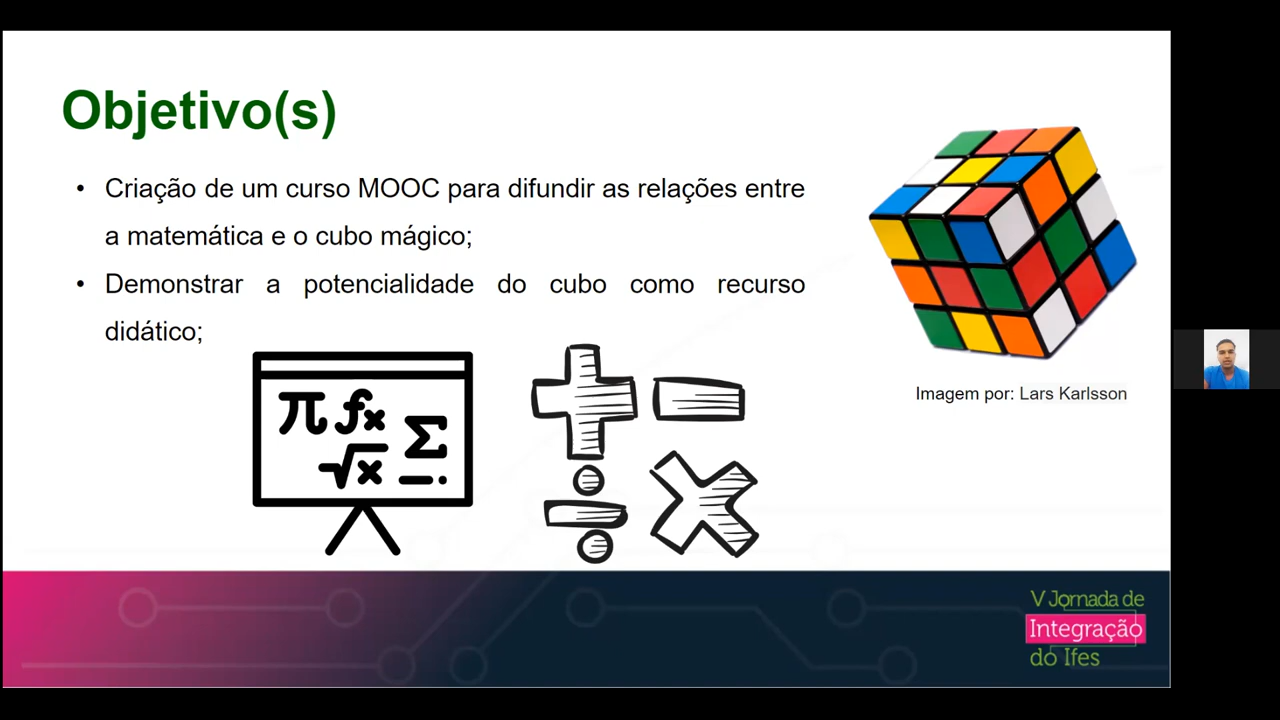 Objetivo(s)
• Criação de um curso MOOC para difundir as relações entre
a matemática e o cubo mágico;
• Demonstrar a potencialidade do cubo como recurso
didático;
π fx
√x Σ
Imagem por: Lars Karlsson
V Jornada de
Integração
do Ifes